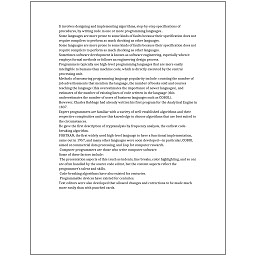 It involves designing and implementing algorithms, step-by-step specifications of
procedures, by writing code in one or more programming languages.
Some languages are more prone to some kinds of faults because their specification does not
require compilers to perform as much checking as other languages.
Some languages are more prone to some kinds of faults because their specification does not
require compilers to perform as much checking as other languages.
Sometimes software development is known as software engineering, especially when it
employs formal methods or follows an engineering design process.
Programmers typically use high-level programming languages that are more easily
intelligible to humans than machine code, which is directly executed by the central
processing unit.
Methods of measuring programming language popularity include: counting the number of
job advertisements that mention the language, the number of books sold and courses
teaching the language (this overestimates the importance of newer languages), and
estimates of the number of existing lines of code written in the language (this
underestimates the number of users of business languages such as COBOL).
However, Charles Babbage had already written his first program for the Analytical Engine in
1837.
Expert programmers are familiar with a variety of well-established algorithms and their
respective complexities and use this knowledge to choose algorithms that are best suited to
the circumstances.
He gave the first description of cryptanalysis by frequency analysis, the earliest code-
breaking algorithm.
FORTRAN, the first widely used high-level language to have a functional implementation,
came out in 1957, and many other languages were soon developed—in particular, COBOL
aimed at commercial data processing, and Lisp for computer research.
Computer programmers are those who write computer software.
Some of these factors include:
The presentation aspects of this (such as indents, line breaks, color highlighting, and so on)
are often handled by the source code editor, but the content aspects reflect the
programmer's talent and skills.
Code-breaking algorithms have also existed for centuries.
Programmable devices have existed for centuries.
Text editors were also developed that allowed changes and corrections to be made much
more easily than with punched cards.